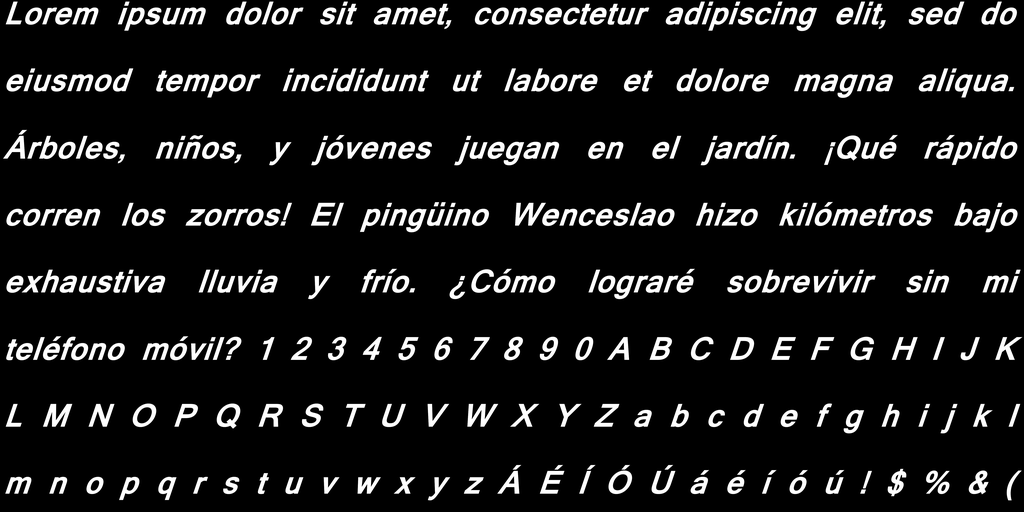 Lorem ipsum dolor sit amet, consectetur adipiscing elit, sed do
eiusmod tempor incididunt ut labore et dolore magna aliqua.
Árboles, niños, y jóvenes juegan en el jardín. ¡Qué rápido
corren los zorros! El pingüino Wenceslao hizo kilómetros bajo
exhaustiva lluvia y frío. ¿Cómo lograré sobrevivir sin mi
teléfono móvil? 1 2 3 4 5 6 7 8 9 0 A B C D E F G H I J K
L M N O P Q R S T U V W X Y Z a b c d e f g h i j k l
m n o p q r s t u v w x y z Á É Í Ó Ú á é í ó ú ! $ % & (